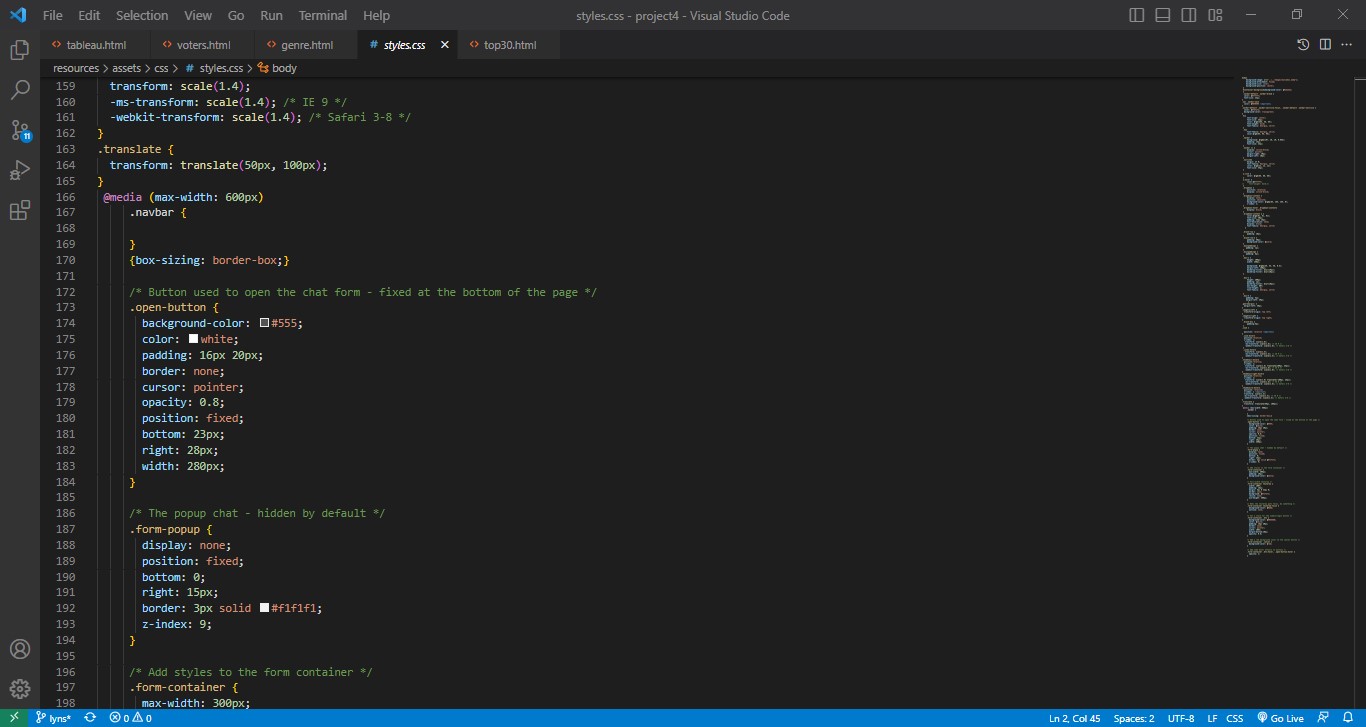 File Edit Selection View Go Run Terminal Help styles.css - project4 - Visual Studio Code
tableau.html voters.html genre.html # styles.css top30.html
resources > assets > css > # styles.css > body
159 transform: scale(1.4);
160 -ms-transform: scale(1.4); /* IE 9 */
161 -webkit-transform: scale(1.4); /* Safari 3-8 */
162 }
163 .translate {
164 transform: translate(50px, 100px);
165 }
166 @media (max-width: 600px)
167 .navbar {
168
169 }
170 {box-sizing: border-box;}
171
172 /* Button used to open the chat form - fixed at the bottom of the page */
173 .open-button {
174 background-color: #555;
175 color: white;
176 padding: 16px 20px;
177 border: none;
178 cursor: pointer;
179 opacity: 0.8;
180 position: fixed;
181 bottom: 23px;
182 right: 28px;
183 width: 280px;
184 }
185
186 /* The popup chat - hidden by default */
187 .form-popup {
188 display: none;
189 position: fixed;
190 bottom: 0;
191 right: 15px;
192 border: 3px solid #f1f1f1;
193 z-index: 9;
194 }
195
196 /* Add styles to the form container */
197 .form-container {
198 max-width: 300px;
11
lyns* 0 0 Ln 2, Col 45 Spaces: 2 UTF-8 LF CSS Go Live